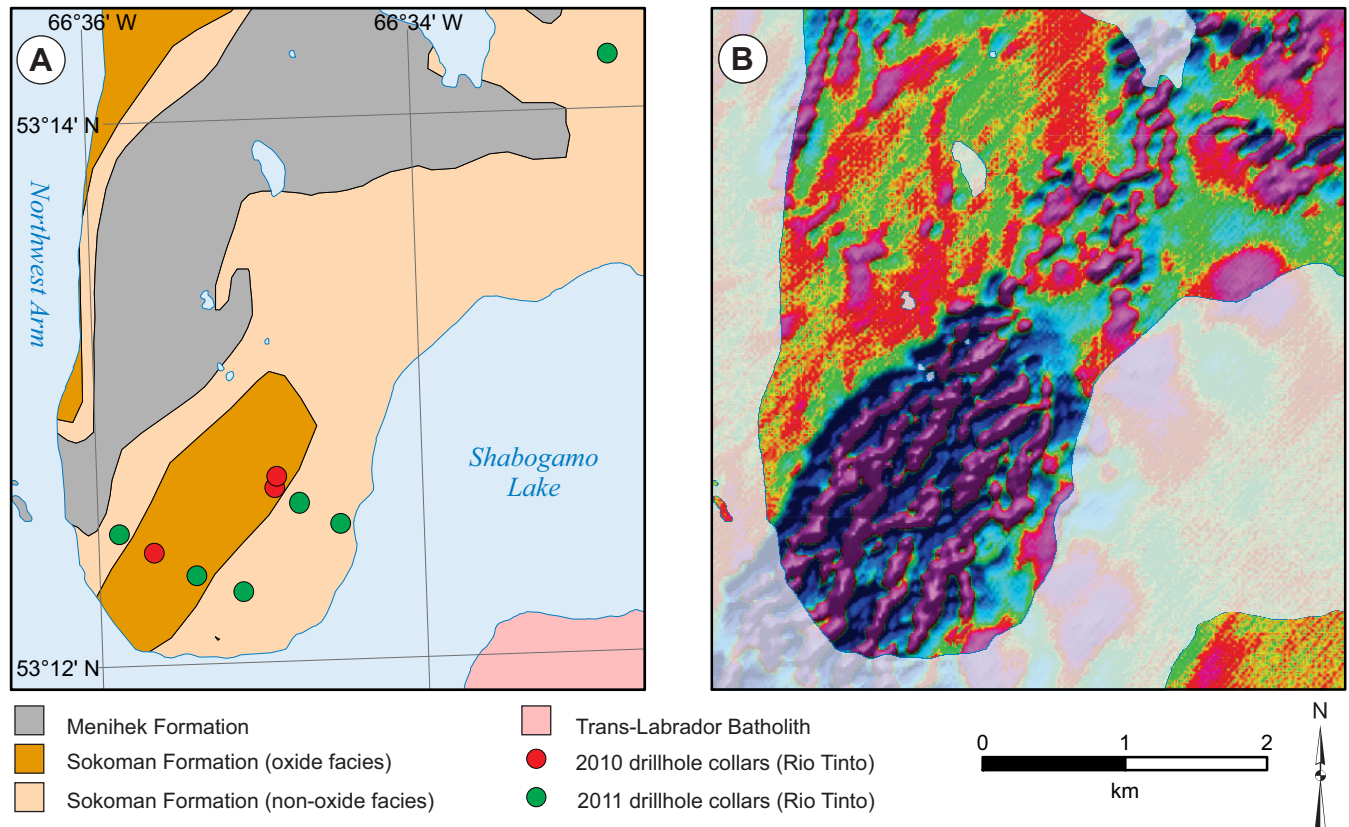 66°36' W
66°34' W
A
B
53°14' N
Northwest Arm
Shabogamo
Lake
53°12' N
Menihek Formation
Sokoman Formation (oxide facies)
Sokoman Formation (non-oxide facies)
Trans-Labrador Batholith
2010 drillhole collars (Rio Tinto)
2011 drillhole collars (Rio Tinto)
0 1 2
km
N